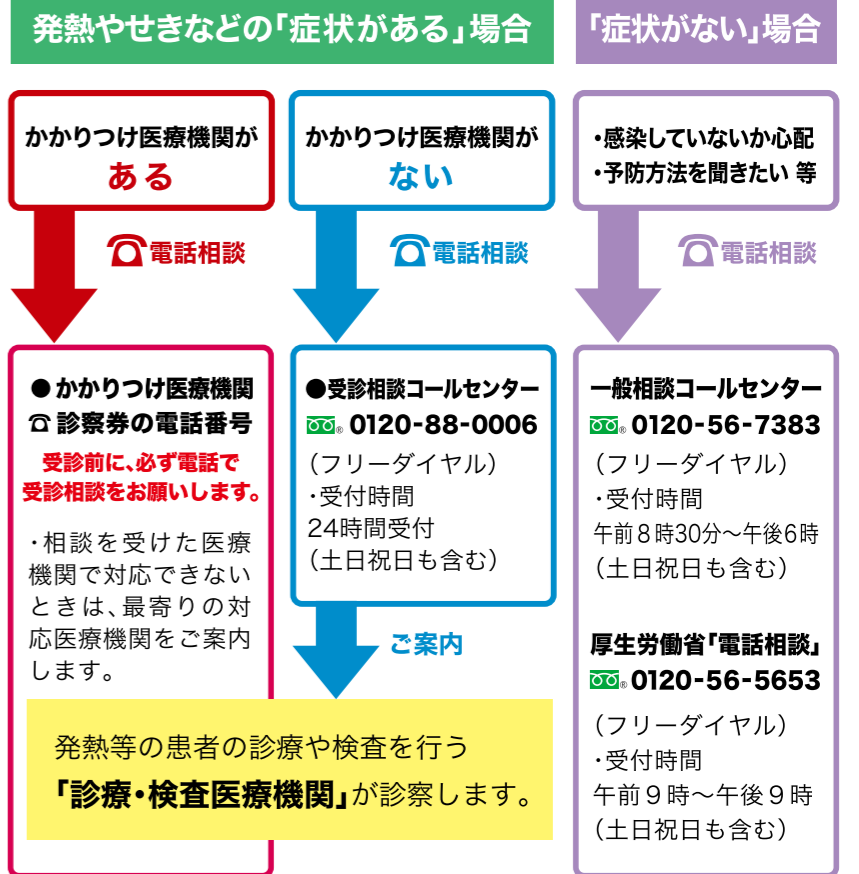 発熱やせきなどの「症状がある」場合
かかりつけ医療機関が
ある
電話相談
●かかりつけ医療機関
☎診察券の電話番号
受診前に、必ず電話で
受診相談をお願いします。
・相談を受けた医療
機関で対応できない
ときは、最寄りの対
応医療機関をご案内
します。
かかりつけ医療機関が
ない
電話相談
●受診相談コールセンター
® 0120-88-0006
（フリーダイヤル）
・受付時間
24時間受付
（土日祝日も含む）
ご案内
発熱等の患者の診療や検査を行う
「診療・検査医療機関」が診察します。
「症状がない」場合
・感染していないか心配
・予防方法を聞きたい 等
電話相談
一般相談コールセンター
® 0120-56-7383
（フリーダイヤル）
・受付時間
午前８時30分～午後6時
（土日祝日も含む）
厚生労働省「電話相談」
® 0120-56-5653
（フリーダイヤル）
・受付時間
午前９時～午後９時
（土日祝日も含む）